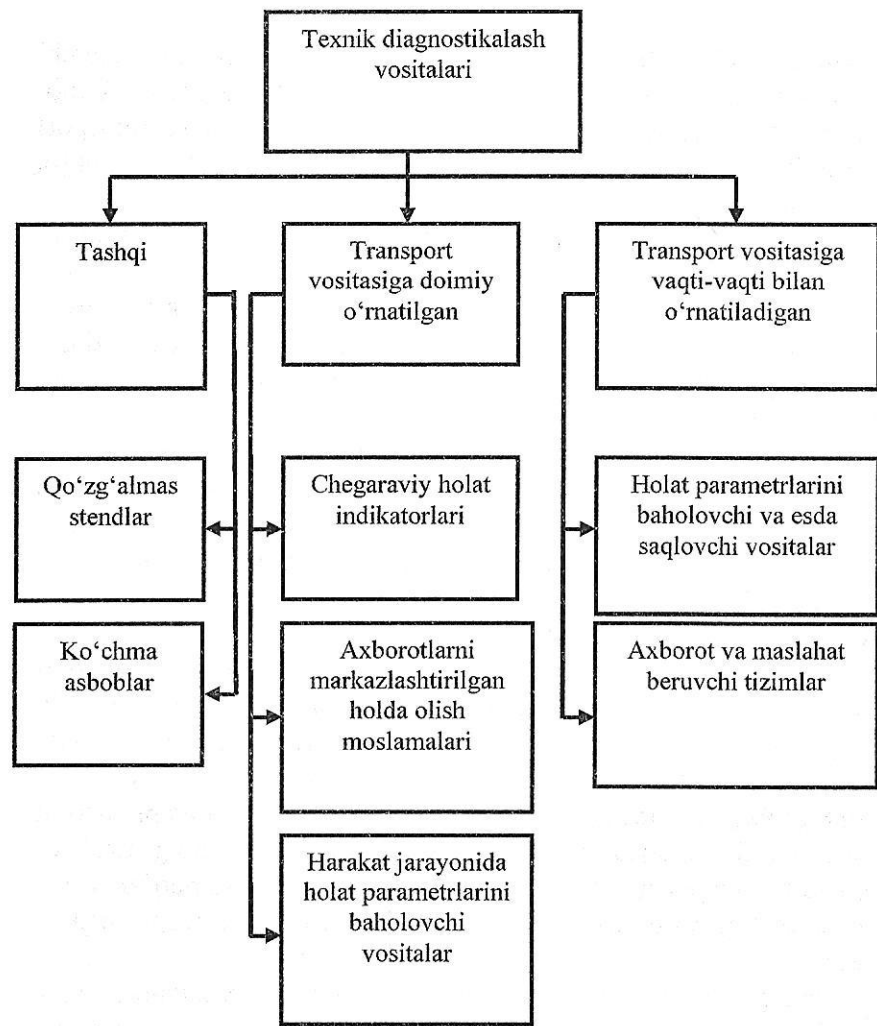 Texnik diagnostikalash
vositalari
Tashqi
Transport
vositasiga doimiy
o‘rnatilgan
Transport vositasiga
vaqti-vaqti bilan
o‘rnatiladigan
Qo‘zg‘almas
stendlar
Chegaraviy holat
indikatorlari
Holat parametrlarini
baholovchi va esda
saqlovchi vositalar
Ko‘chma
asboblar
Axborotlarni
markazlashtirilgan
holda olish
moslamalari
Axborot va maslahat
beruvchi tizimlar
Harakat jarayonida
holat parametrlarini
baholovchi
vositalar